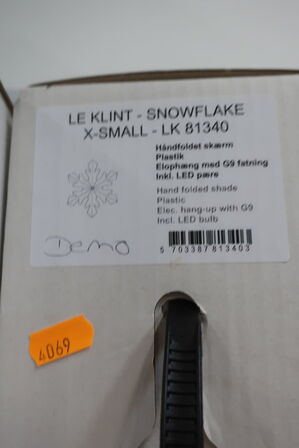 LE KLINT - SNOWFLAKE
X-SMALL - LK 81340
Håndfoldet skærm
Plastik
Elophæng med G9 fatning
Inkl. LED pære
Hand folded shade
Plastic
Elec. hang-up with G9
Incl. LED bulb
5 703387 813403
Demo
4069